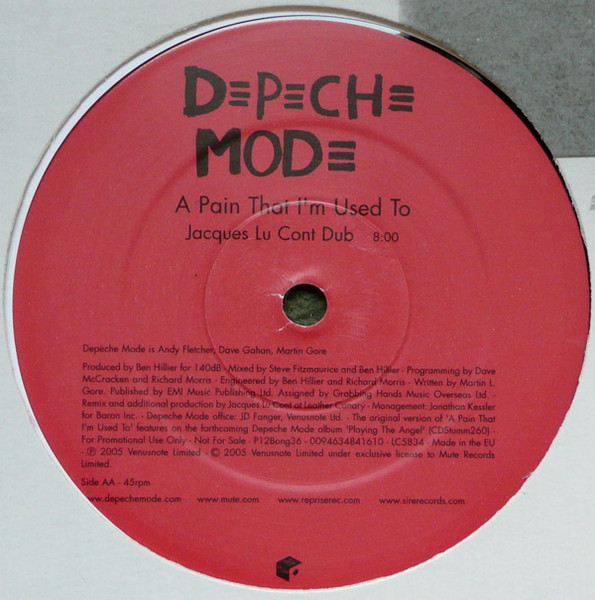 DEPECHE
MODE
A Pain That I'm Used To
Jacques Lu Cont Dub 8:00
Depeche Mode is Andy Fletcher, Dave Gahan, Martin Gore
Produced by Ben Hillier for 140dB - Mixed by Steve Fitzmaurice and Ben Hillier - Programming by Dave
McCracken and Richard Morris - Engineered by Ben Hillier and Richard Morris - Written by Martin L.
Gore. Published by EMI Music Publishing Ltd. Assigned by Grabbing Hands Music Overseas Ltd. -
Remix and additional production by Jacques Lu Cont at Leather Canary - Management: Jonathan Kessler
for Baron Inc. - Depeche Mode office: JD Fanger, Venusnote Ltd. - The original version of 'A Pain That
I'm Used To' features on the forthcoming Depeche Mode album 'Playing The Angel' (CDStumm260) -
For Promotional Use Only - Not For Sale - P12Bong36 - 0094634841610 - LC5834 - Made in the EU
- ℗ 2005 Venusnote Limited - © 2005 Venusnote Limited under exclusive license to Mute Records
Limited.
Side AA - 45rpm
www.depechemode.com www.mute.com www.repriserec.com www.sirerecords.com